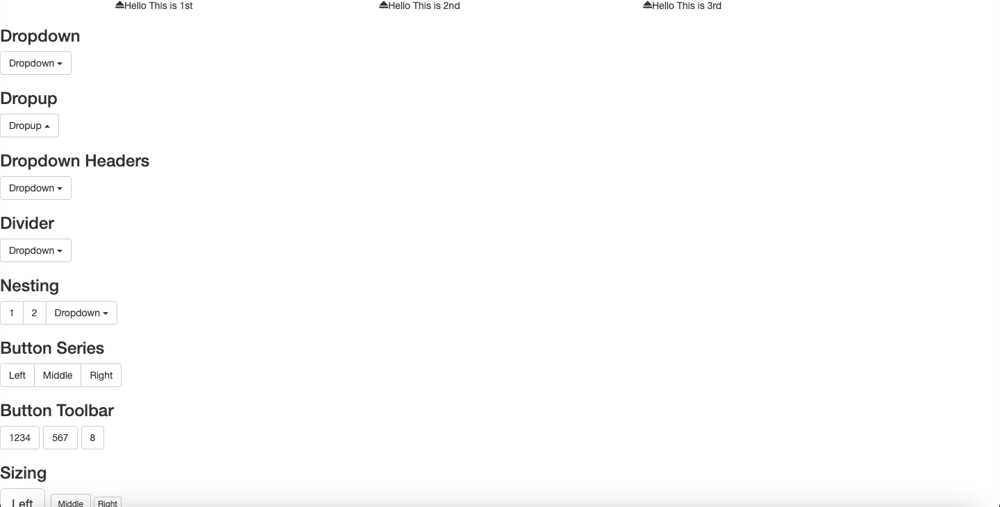 Hello This is 1st Hello This is 2nd Hello This is 3rd
Dropdown
Dropdown
Dropup
Dropup
Dropdown Headers
Dropdown
Divider
Dropdown
Nesting
1 2 Dropdown
Button Series
Left Middle Right
Button Toolbar
1234 567 8
Sizing
Left Middle Right